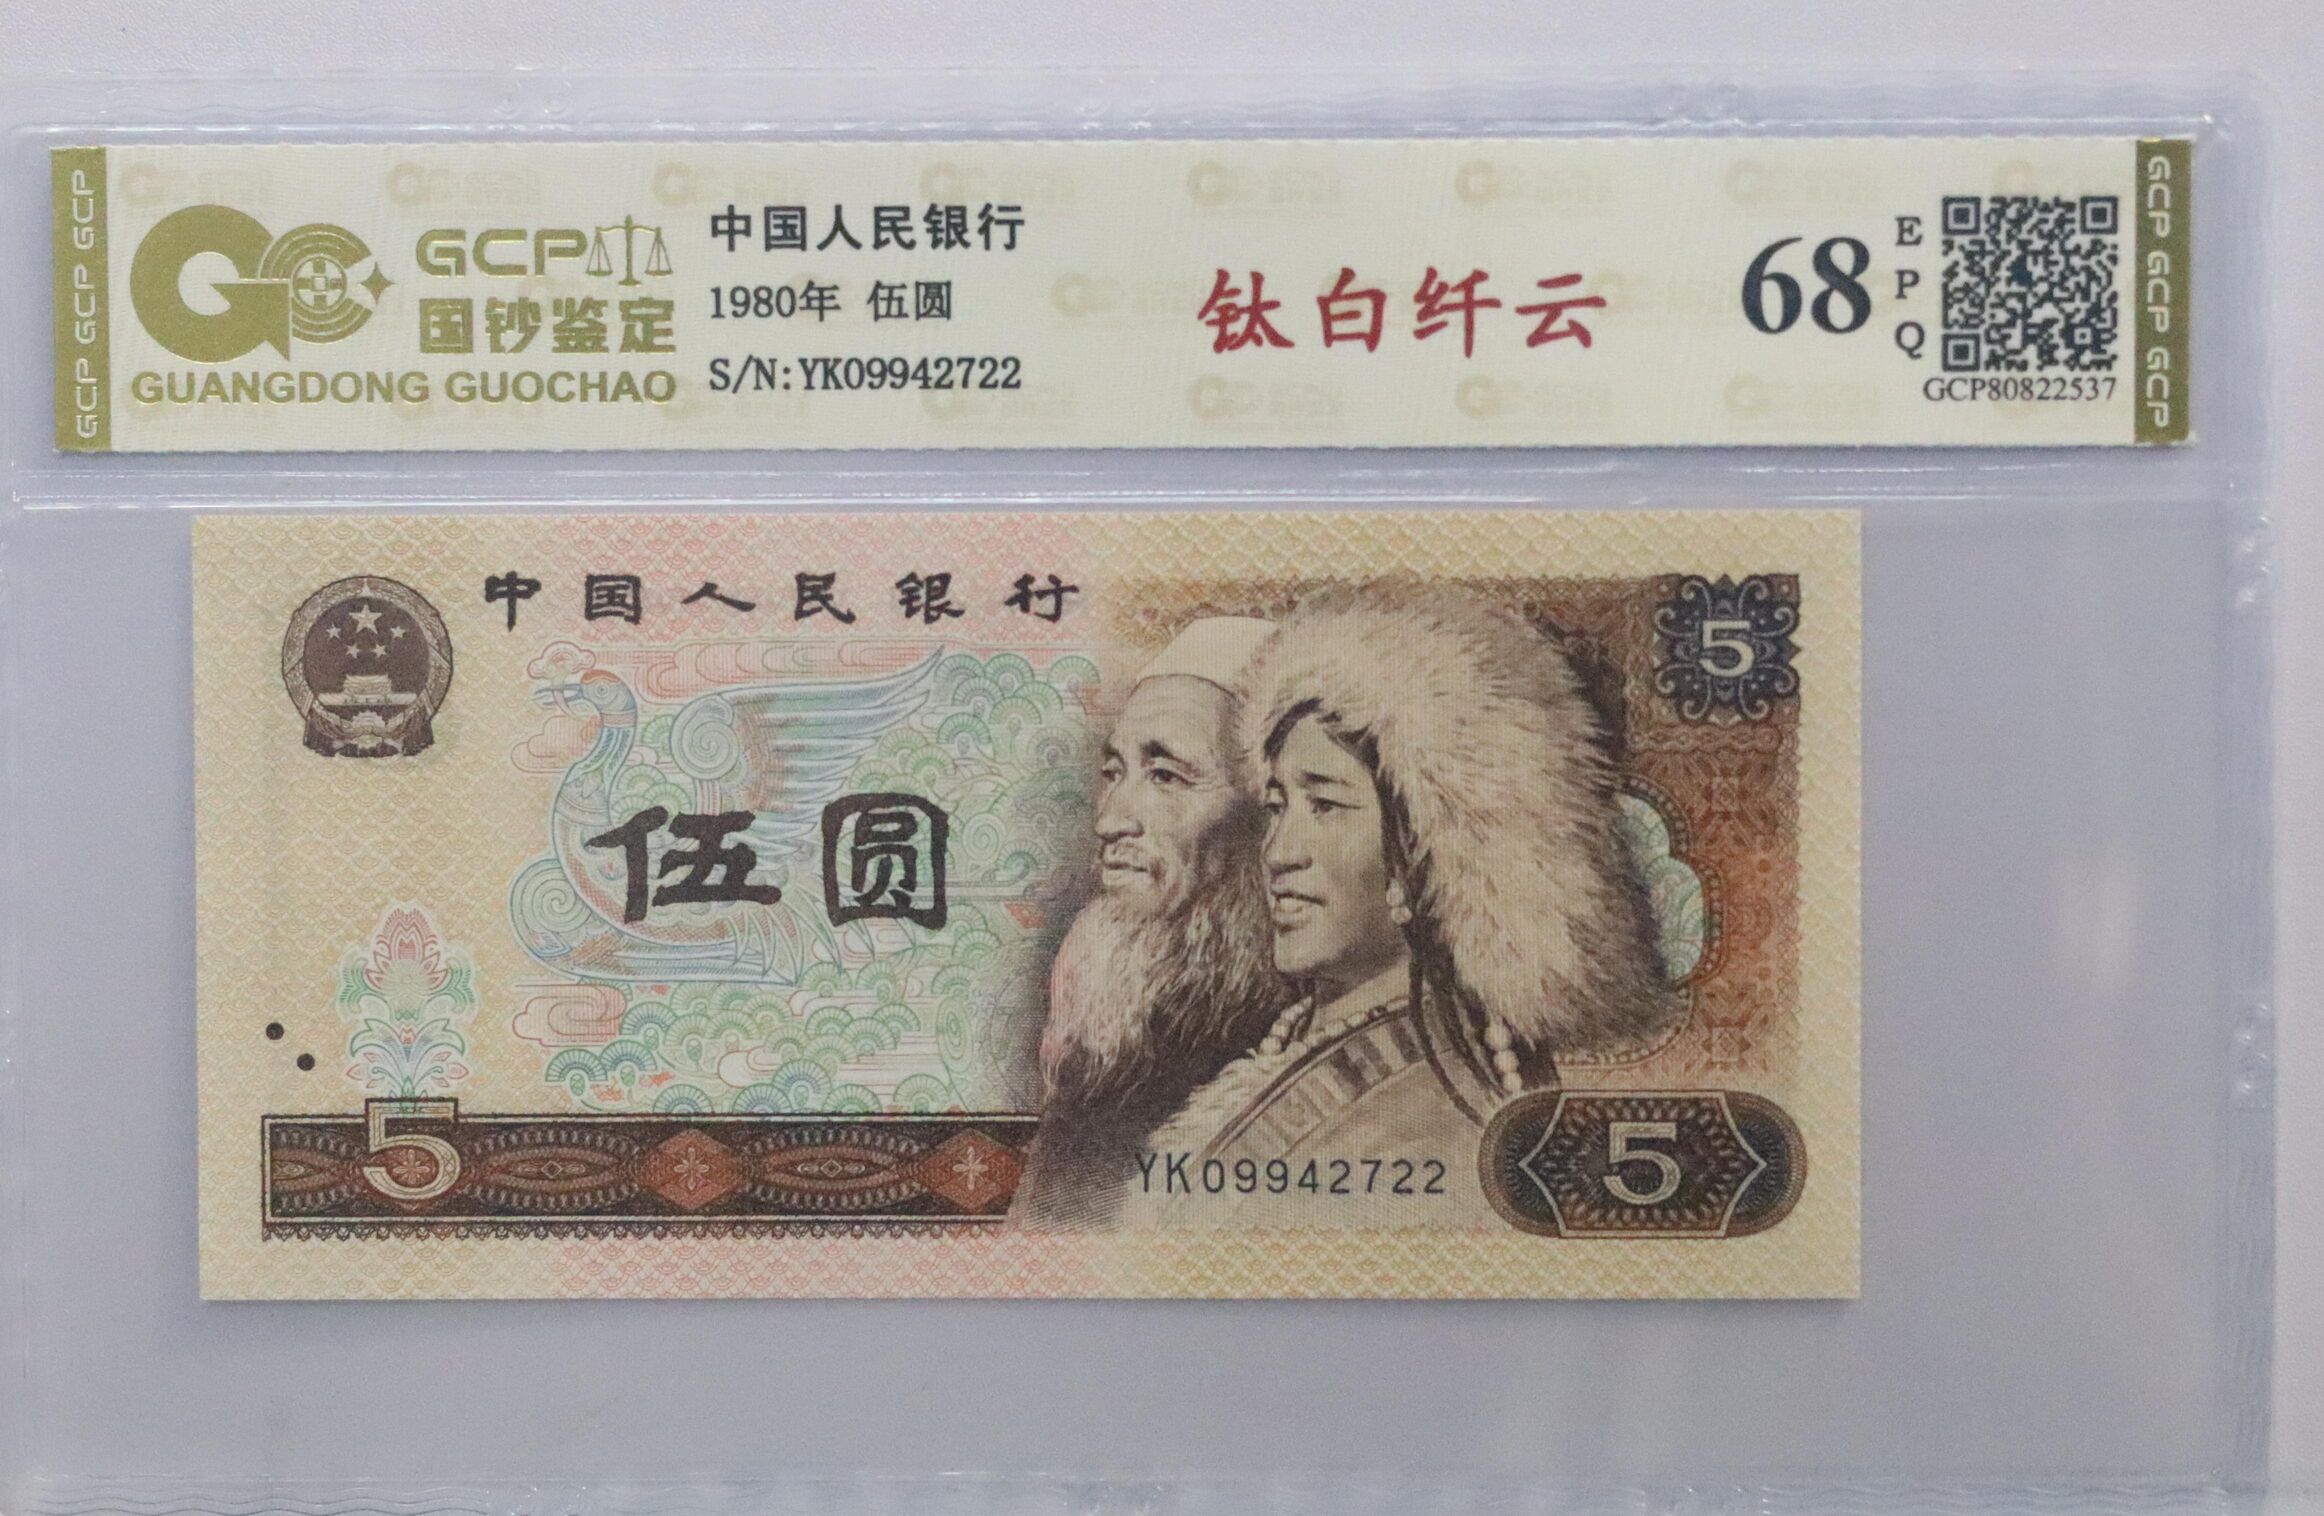 GCP GCP GCP
GCP
国钞鉴定
GUANGDONG GUOCHAO
中国人民银行
1980年 伍圆
S/N:YK09942722
钛白纤云
68
EPQ
GCP80822537
GCP GCP GCP
中国人民银行
5
伍圆
5
YK09942722
5